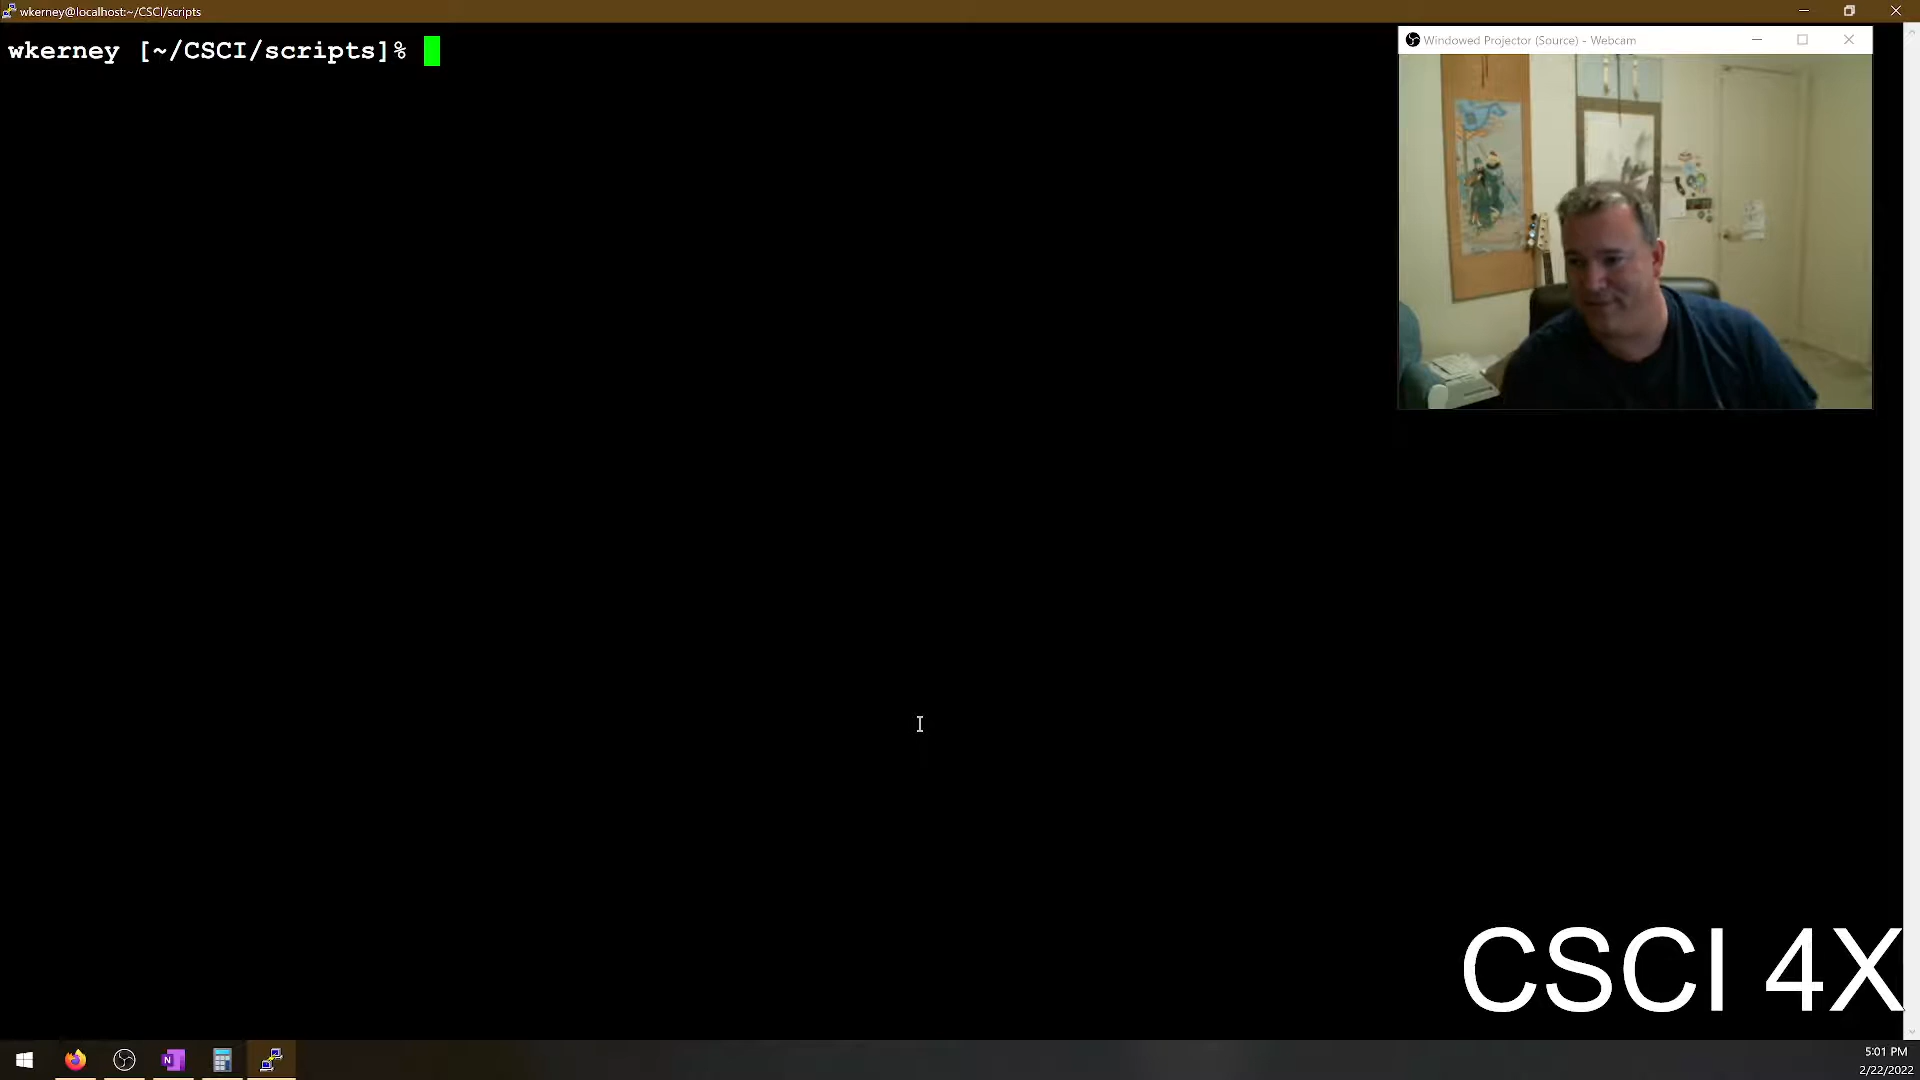 wkerney@localhost:~/CSCI/scripts
wkerney [~/CSCI/scripts]%
Windowed Projector (Source) - Webcam
CSCI 4X
5:01 PM
2/22/2022